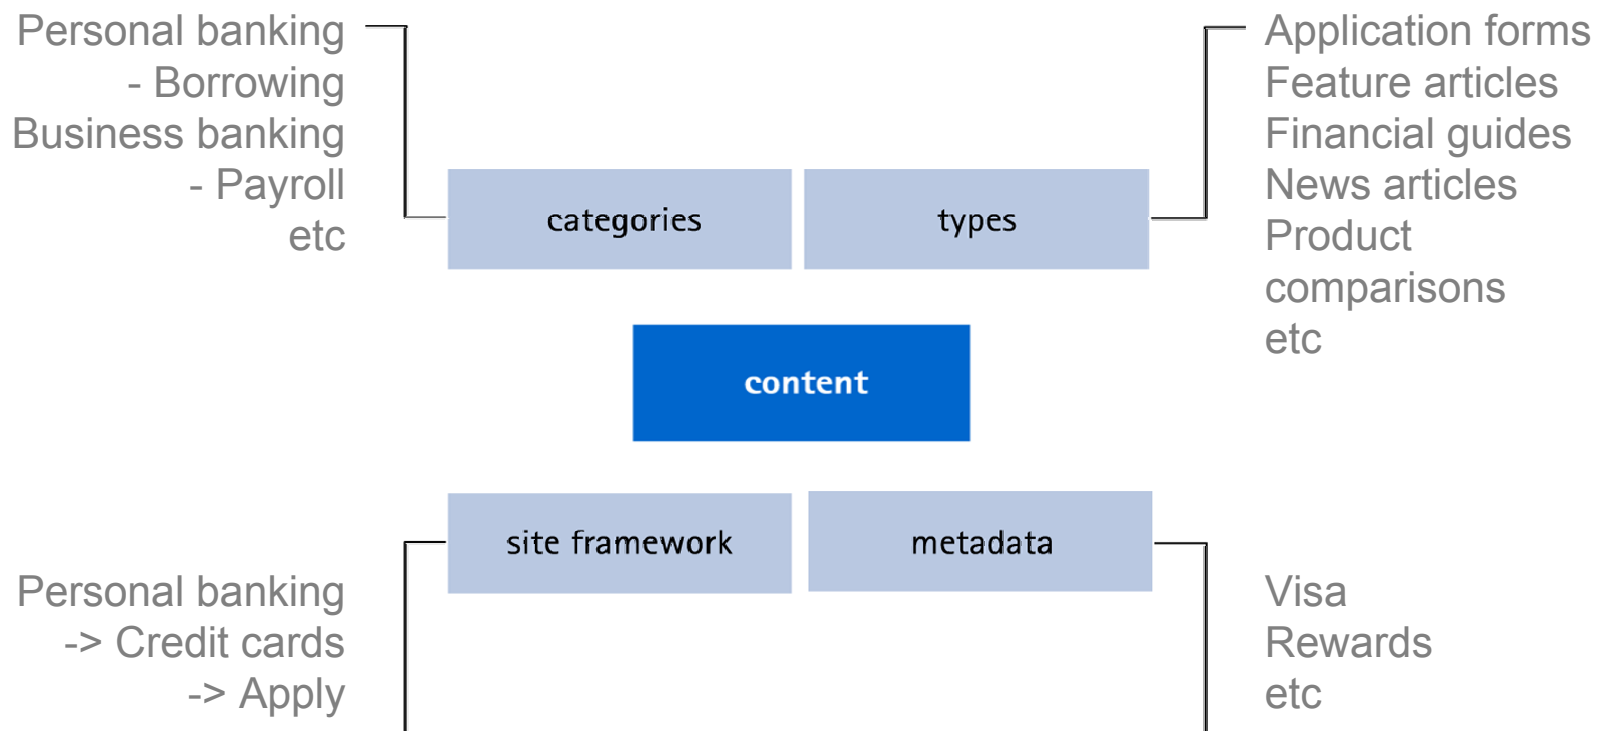 Personal banking
- Borrowing
Business banking
- Payroll
etc
categories
types
Application forms
Feature articles
Financial guides
News articles
Product
comparisons
etc
content
site framework
metadata
Personal banking
-> Credit cards
-> Apply
Visa
Rewards
etc